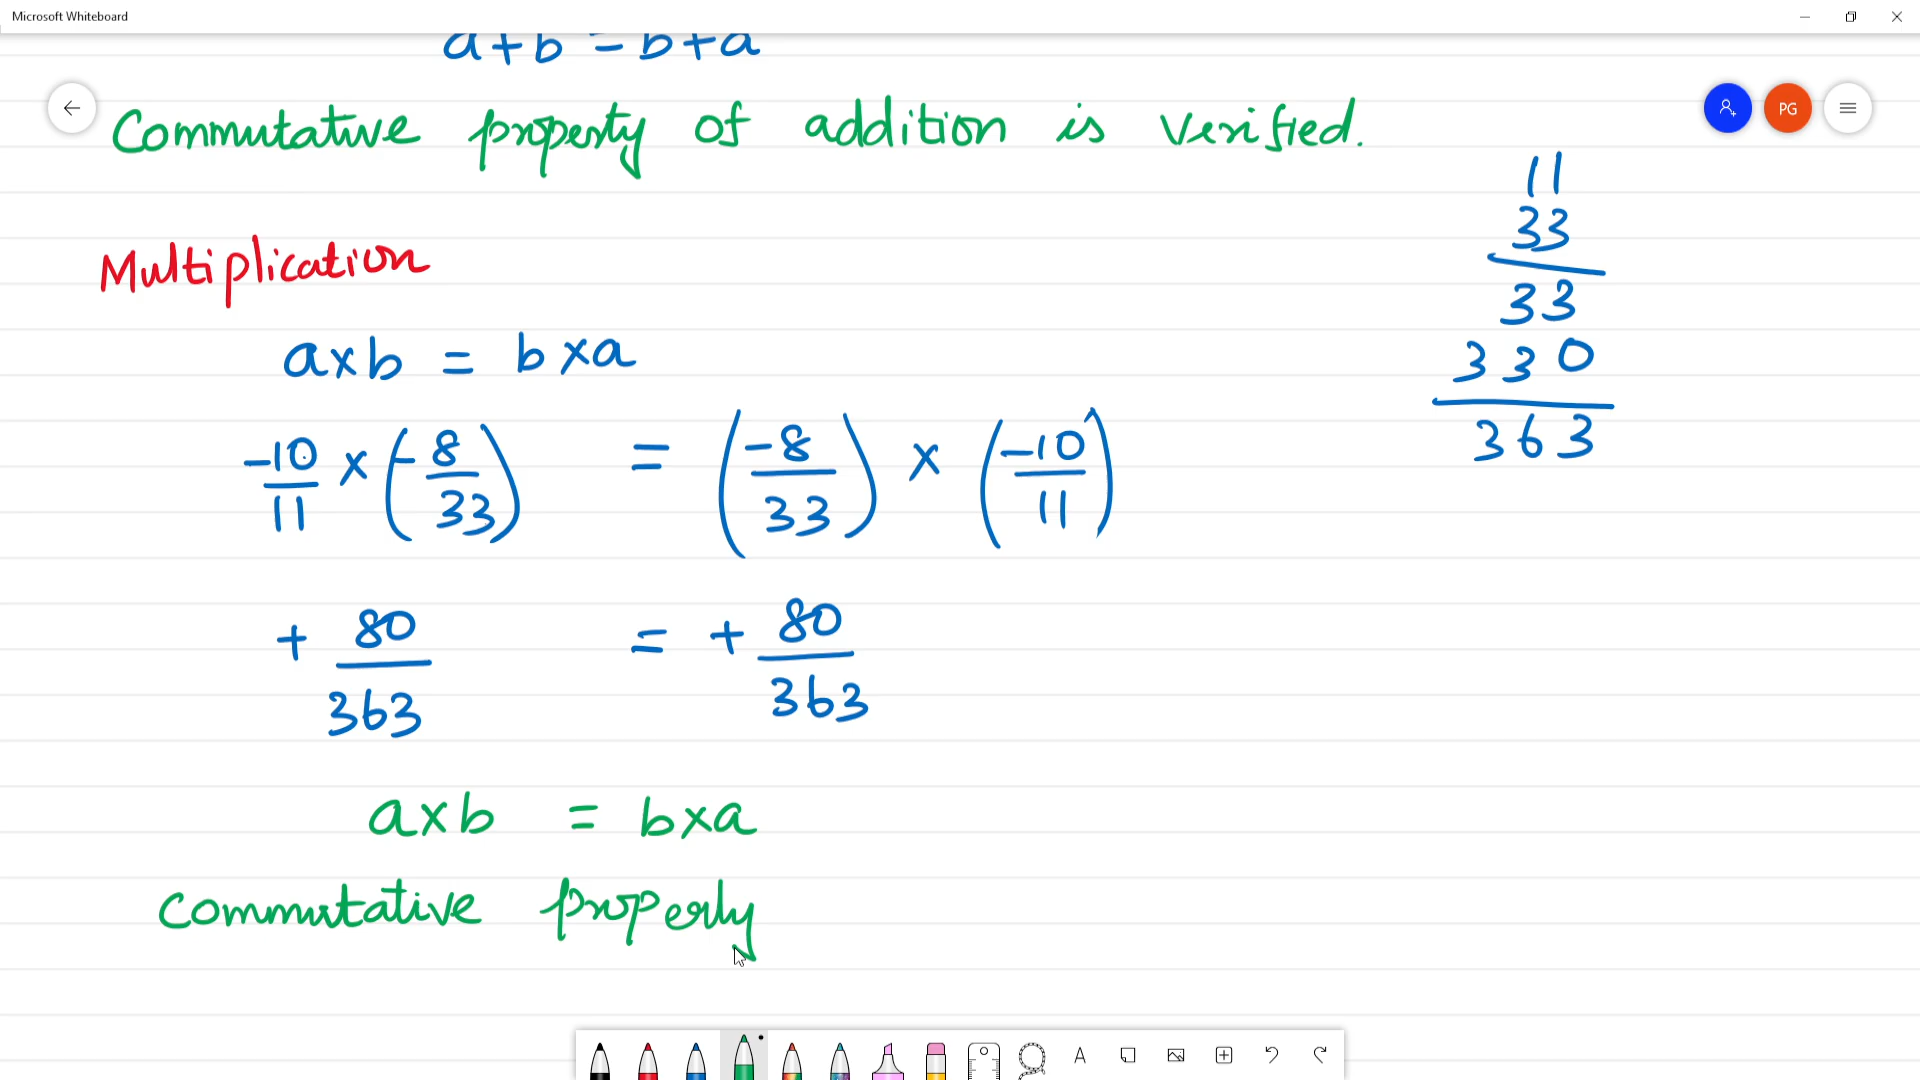 Microsoft Whiteboard
a+b = b+a
PG
Commutative property of addition is verified.
11
33
33
330
363
Multiplication
a×b = b×a
-10/11 × (-8/33) = (-8/33) × (-10/11)
+ 80/363 = + 80/363
a×b = b×a
Commutative property